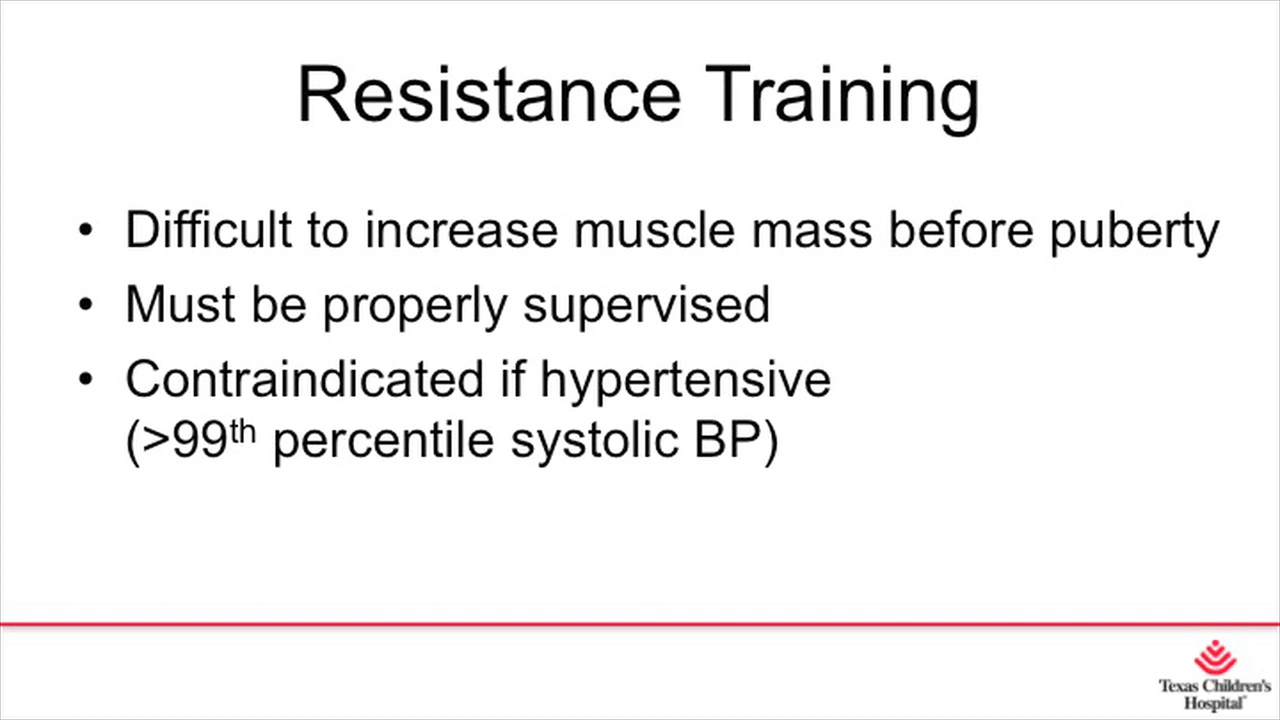 Resistance Training
• Difficult to increase muscle mass before puberty
• Must be properly supervised
• Contraindicated if hypertensive
(>99th percentile systolic BP)
Texas Children's
Hospital